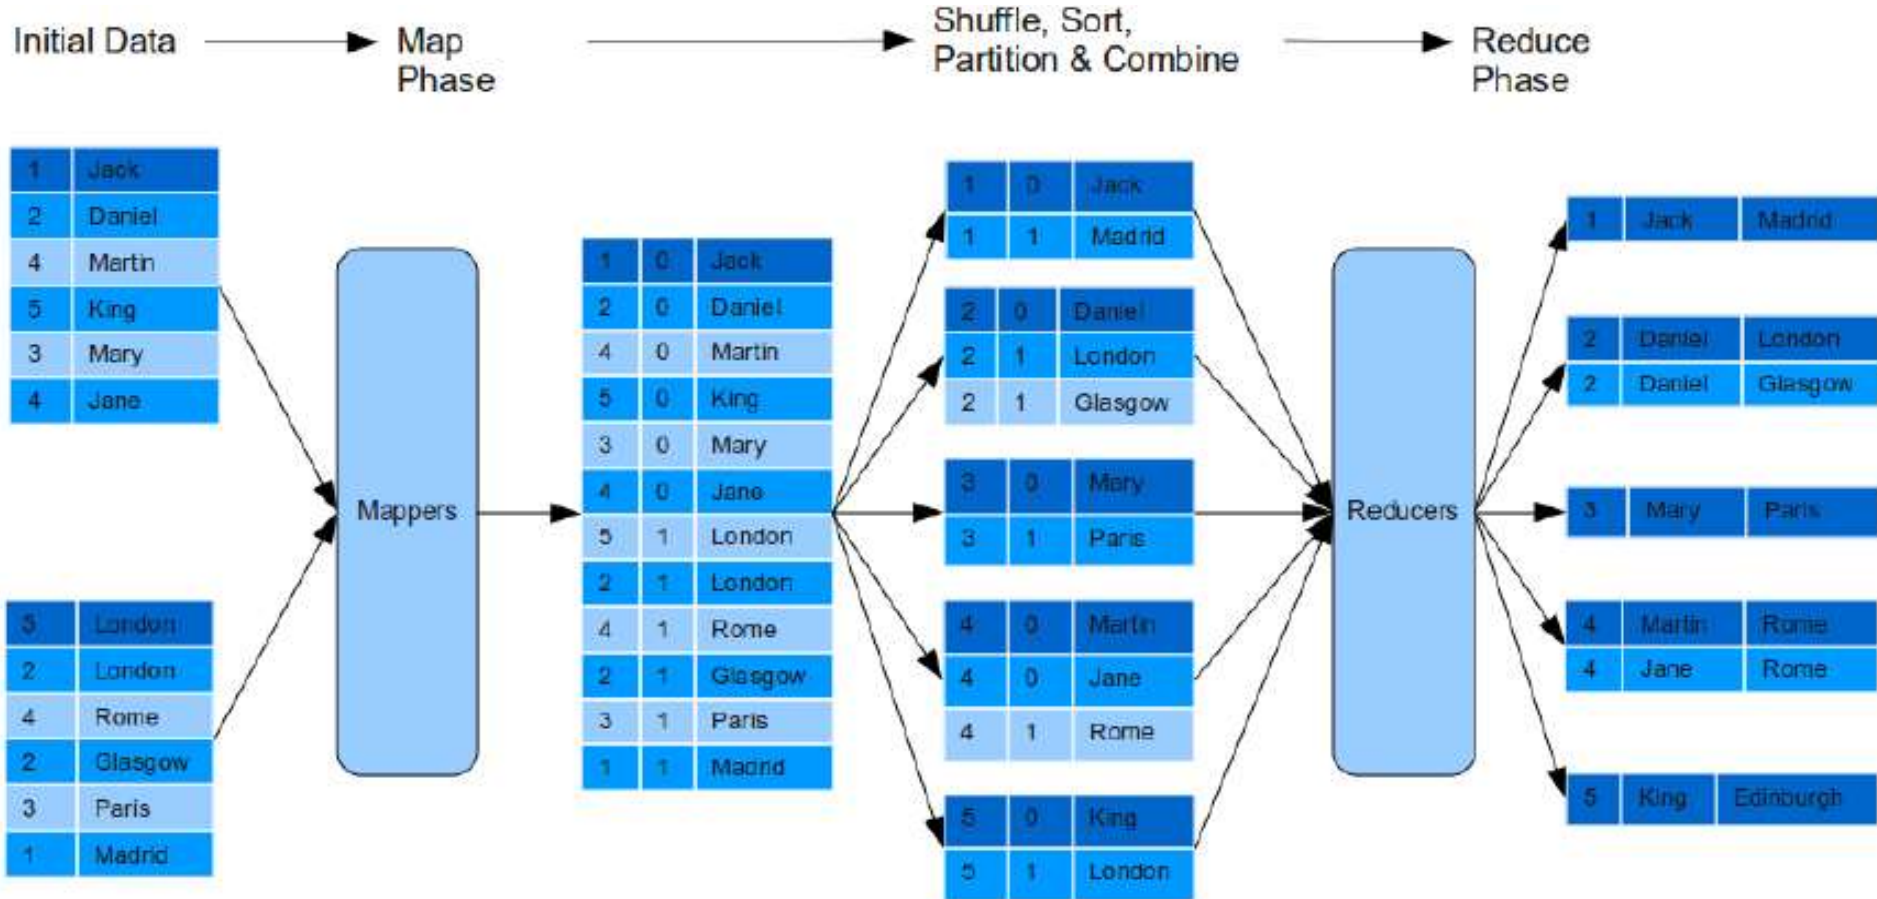 Initial Data
Map
Phase
Shuffle, Sort,
Partition & Combine
Reduce
Phase
1 Jack
2 Daniel
4 Martin
5 King
3 Mary
4 Jane
5 London
2 London
4 Rome
2 Glasgow
3 Paris
1 Madrid
Mappers
1 0 Jack
2 0 Daniel
4 0 Martin
5 0 King
3 0 Mary
4 0 Jane
5 1 London
2 1 London
4 1 Rome
2 1 Glasgow
3 1 Paris
1 1 Madrid
1 0 Jack
1 1 Madrid
2 0 Daniel
2 1 London
2 1 Glasgow
3 0 Mary
3 1 Paris
4 0 Martin
4 0 Jane
4 1 Rome
5 0 King
5 1 London
Reducers
1 Jack Madrid
2 Daniel London
2 Daniel Glasgow
3 Mary Paris
4 Martin Rome
4 Jane Rome
5 King Edinburgh